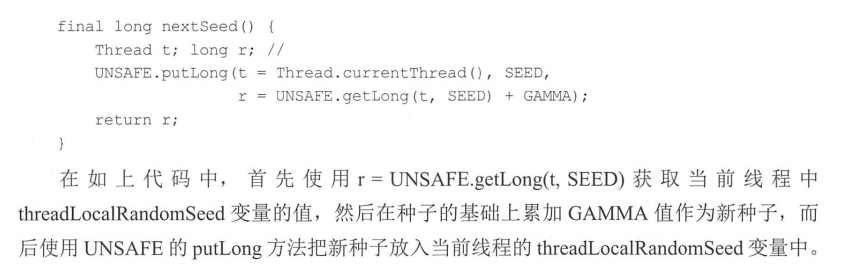 final long nextSeed() {
Thread t; long r; //
UNSAFE.putLong(t = Thread.currentThread(), SEED,
r = UNSAFE.getLong(t, SEED) + GAMMA);
return r;
}
在如上代码中，首先使用 r = UNSAFE.getLong(t, SEED) 获取当前线程中
threadLocalRandomSeed 变量的值，然后在种子的基础上累加 GAMMA 值作为新种子，而
后使用 UNSAFE 的 putLong 方法把新种子放入当前线程的 threadLocalRandomSeed 变量中。